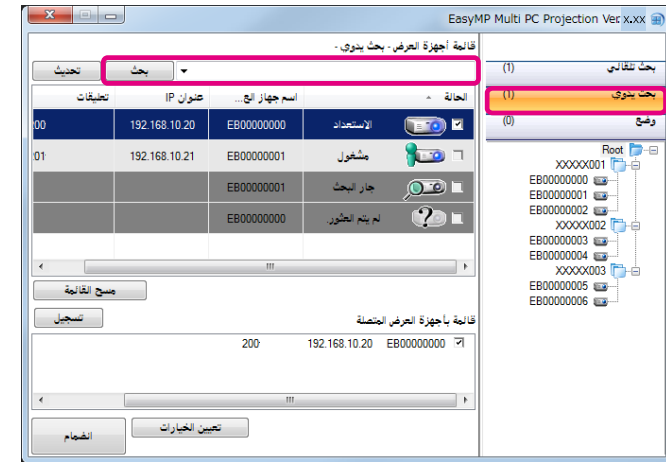 EasyMP Multi PC Projection Ver.x.xx
قائمة أجهزة العرض - بحث يدوي -
بحث
تحديث
الحالة
اسم جهاز الع...
عنوان IP
تعليقات
الاستعداد
EB00000000
192.168.10.20
:00
مشغول
EB00000001
192.168.10.21
:01
جار البحث
EB00000001
لم يتم العثور.
EB00000000
مسح القائمة
تسجيل
قائمة بأجهزة العرض المتصلة
EB00000000 192.168.10.20 200:
تعيين الخيارات
انضمام
بحث تلقائي (1)
بحث يدوي (1)
وضع (0)
Root
XXXXX001
EB00000000
EB00000001
EB00000002
XXXXX002
EB00000003
EB00000004
XXXXX003
EB00000005
EB00000006